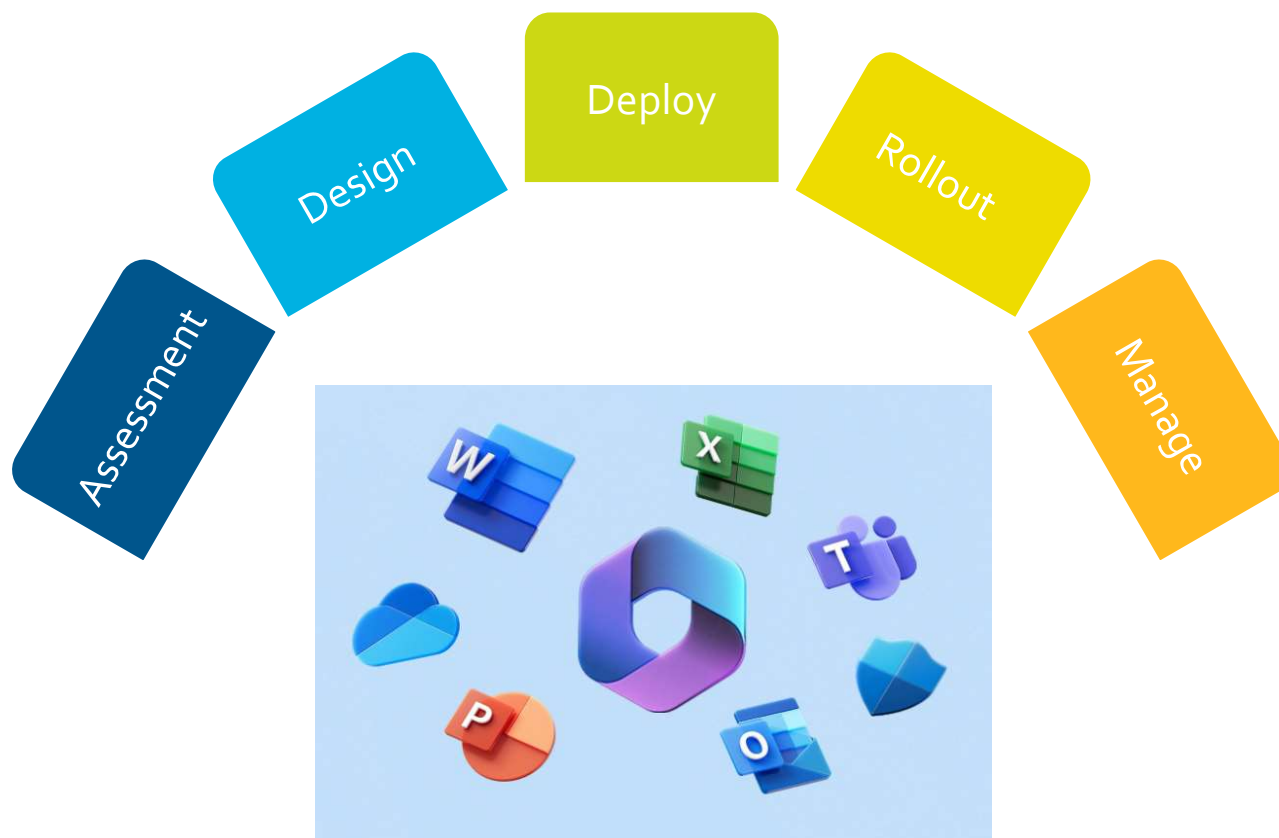 Assessment
Design
Deploy
Rollout
Manage
W
X
T
P
O